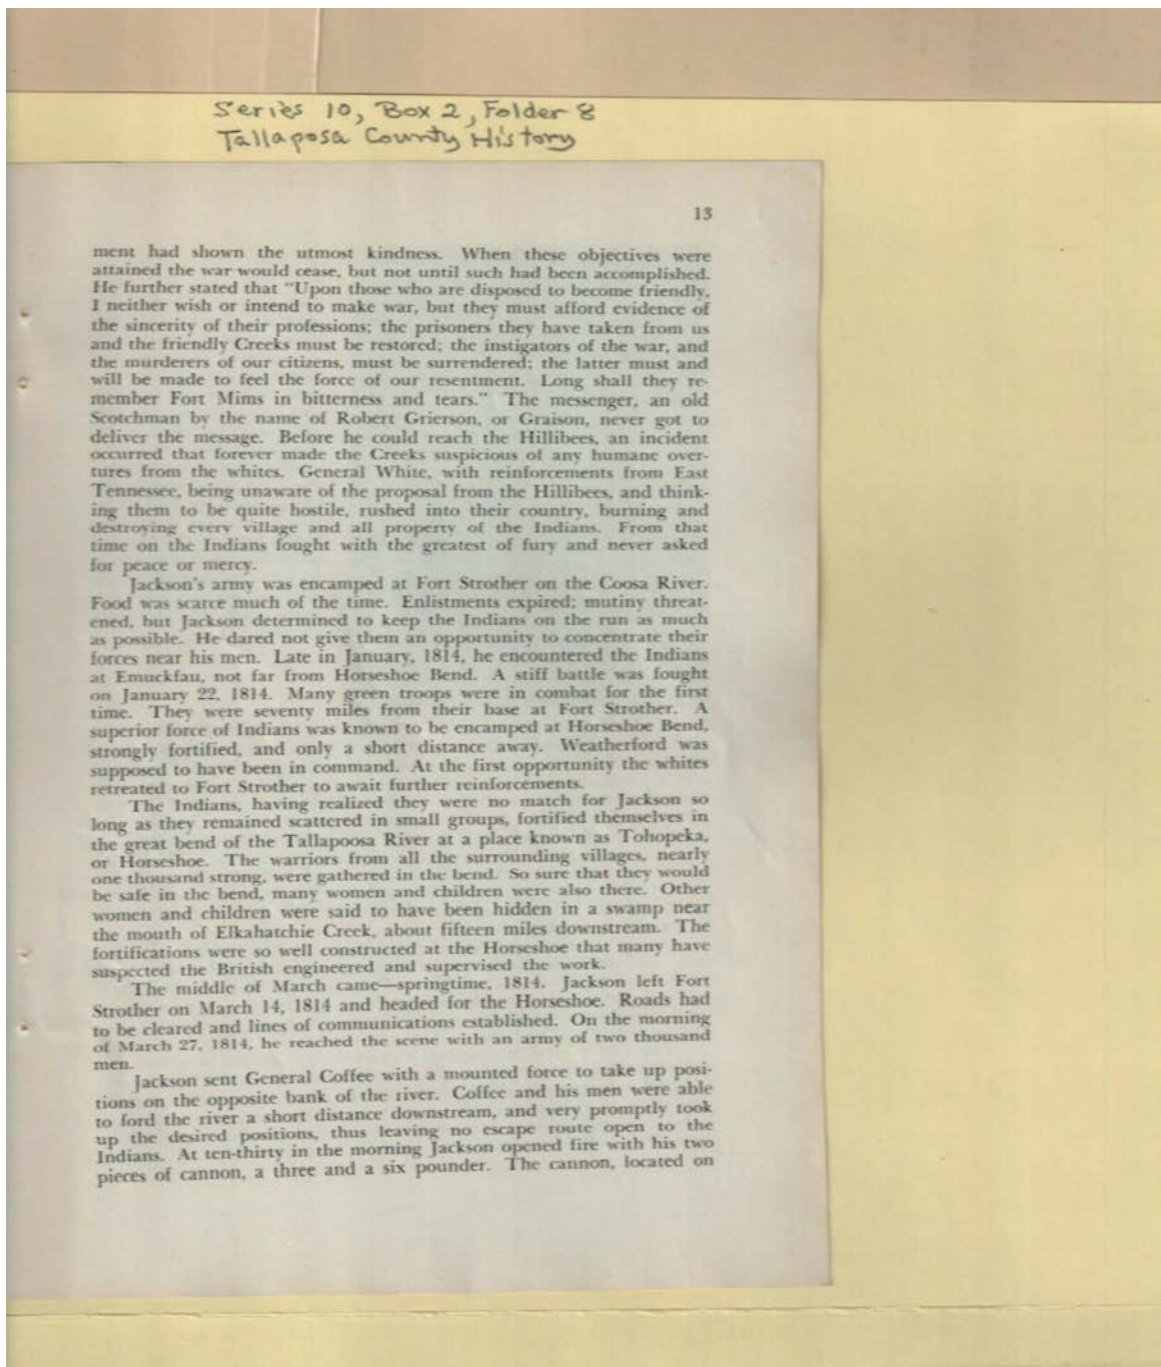 Series 10, Box 2, Folder 8
Tallaposa County History
13
ment had shown the utmost kindness. When these objectives were
attained the war would cease, but not until such had been accomplished.
He further stated that "Upon those who are disposed to become friendly,
I neither wish or intend to make war, but they must afford evidence of
the sincerity of their professions; the prisoners they have taken from us
and the friendly Creeks must be restored; the instigators of the war, and
the murderers of our citizens, must be surrendered; the latter must and
will be made to feel the force of our resentment. Long shall they re-
member Fort Mims in bitterness and tears." The messenger, an old
Scotchman by the name of Robert Grierson, or Graison, never got to
deliver the message. Before he could reach the Hillibees, an incident
occurred that forever made the Creeks suspicious of any humane over-
tures from the whites. General White, with reinforcements from East
Tennessee, being unaware of the proposal from the Hillibees, and think-
ing them to be quite hostile, rushed into their country, burning and
destroying every village and all property of the Indians. From that
time on the Indians fought with the greatest of fury and never asked
for peace or mercy.
Jackson's army was encamped at Fort Strother on the Coosa River.
Food was scarce much of the time. Enlistments expired; mutiny threat-
ened, but Jackson determined to keep the Indians on the run as much
as possible. He dared not give them an opportunity to concentrate their
forces near his men. Late in January, 1814, he encountered the Indians
at Emuckfau, not far from Horseshoe Bend. A stiff battle was fought
on January 22, 1814. Many green troops were in combat for the first
time. They were seventy miles from their base at Fort Strother. A
superior force of Indians was known to be encamped at Horseshoe Bend,
strongly fortified, and only a short distance away. Weatherford was
supposed to have been in command. At the first opportunity the whites
retreated to Fort Strother to await further reinforcements.
The Indians, having realized they were no match for Jackson so
long as they remained scattered in small groups, fortified themselves in
the great bend of the Tallapoosa River at a place known as Tohopeka,
or Horseshoe. The warriors from all the surrounding villages, nearly
one thousand strong, were gathered in the bend. So sure that they would
be safe in the bend, many women and children were also there. Other
women and children were said to have been hidden in a swamp near
the mouth of Elkahatchie Creek, about fifteen miles downstream. The
fortifications were so well constructed at the Horseshoe that many have
suspected the British engineered and supervised the work.
The middle of March came—springtime, 1814. Jackson left Fort
Strother on March 14, 1814 and headed for the Horseshoe. Roads had
to be cleared and lines of communications established. On the morning
of March 27, 1814, he reached the scene with an army of two thousand
men.
Jackson sent General Coffee with a mounted force to take up posi-
tions on the opposite bank of the river. Coffee and his men were able
to ford the river a short distance downstream, and very promptly took
up the desired positions, thus leaving no escape route open to the
Indians. At ten-thirty in the morning Jackson opened fire with his two
pieces of cannon, a three and a six pounder. The cannon, located on